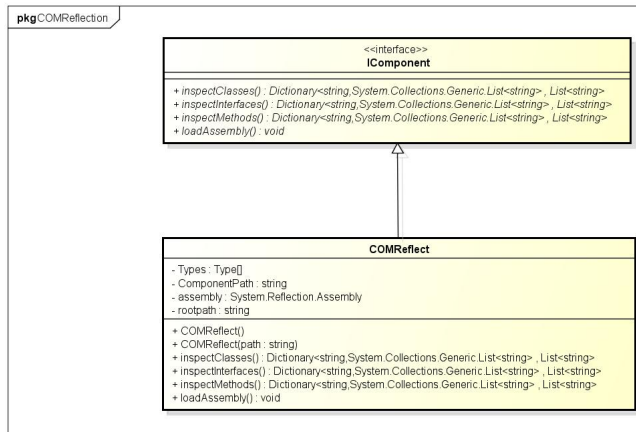 pkg COMReflection
<<interface>>
IComponent
+ inspectClasses() : Dictionary<string,System.Collections.Generic.List<string> , List<string>
+ inspectInterfaces() : Dictionary<string,System.Collections.Generic.List<string> , List<string>
+ inspectMethods() : Dictionary<string,System.Collections.Generic.List<string> , List<string>
+ loadAssembly() : void
COMReflect
- Types : Type[]
- ComponentPath : string
- assembly : System.Reflection.Assembly
- rootpath : string
+ COMReflect()
+ COMReflect(path : string)
+ inspectClasses() : Dictionary<string,System.Collections.Generic.List<string> , List<string>
+ inspectInterfaces() : Dictionary<string,System.Collections.Generic.List<string> , List<string>
+ inspectMethods() : Dictionary<string,System.Collections.Generic.List<string> , List<string>
+ loadAssembly() : void